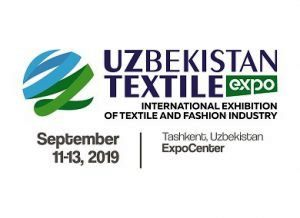 UZBEKISTAN
TEXTILE expo
INTERNATIONAL EXHIBITION
OF TEXTILE AND FASHION INDUSTRY
September
11-13, 2019
Tashkent, Uzbekistan
ExpoCenter